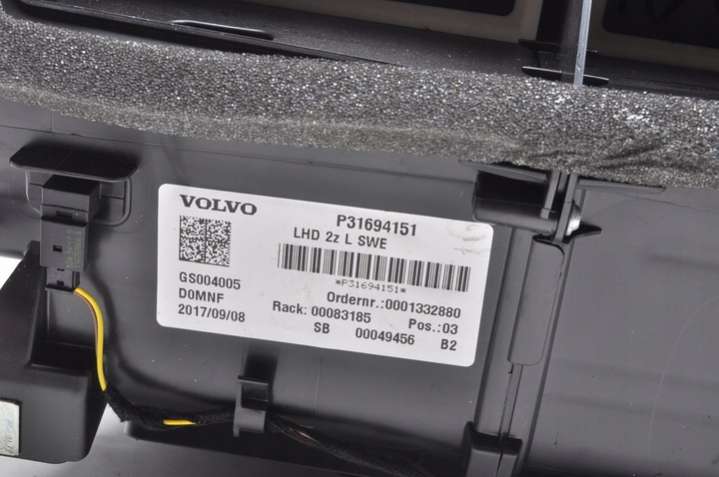 VOLVO
P31694151
LHD 2z L SWE
*P31694151*
GS004005
Ordernr.:0001332880
D0MNF
Rack: 00083185 Pos.:03
2017/09/08
SB 00049456 B2